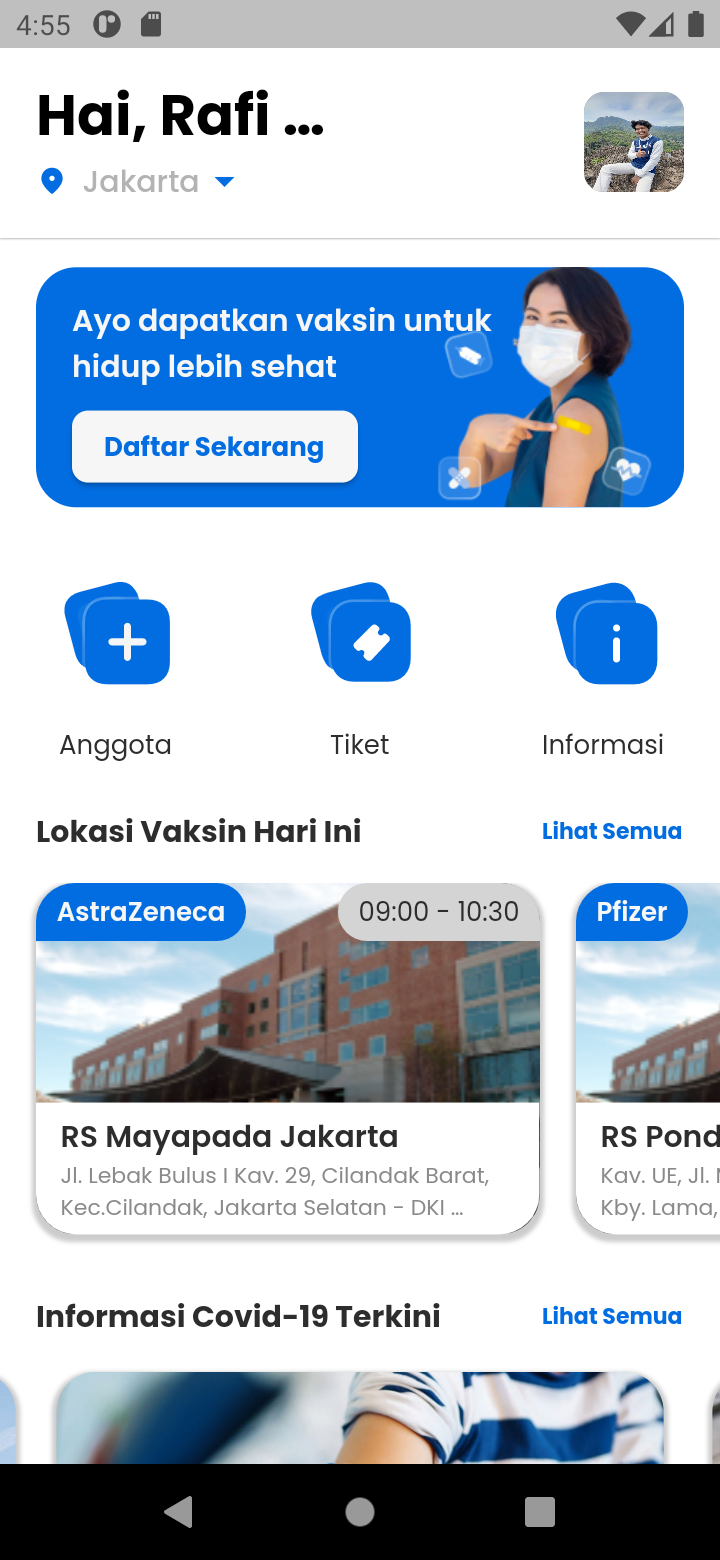 4:55
Hai, Rafi ...
Jakarta
Ayo dapatkan vaksin untuk
hidup lebih sehat
Daftar Sekarang
Anggota
Tiket
Informasi
Lokasi Vaksin Hari Ini
Lihat Semua
AstraZeneca
09:00 - 10:30
Pfizer
RS Mayapada Jakarta
Jl. Lebak Bulus I Kav. 29, Cilandak Barat,
Kec.Cilandak, Jakarta Selatan - DKI ...
RS Pond
Kav. UE, Jl.
Kby. Lama,
Informasi Covid-19 Terkini
Lihat Semua